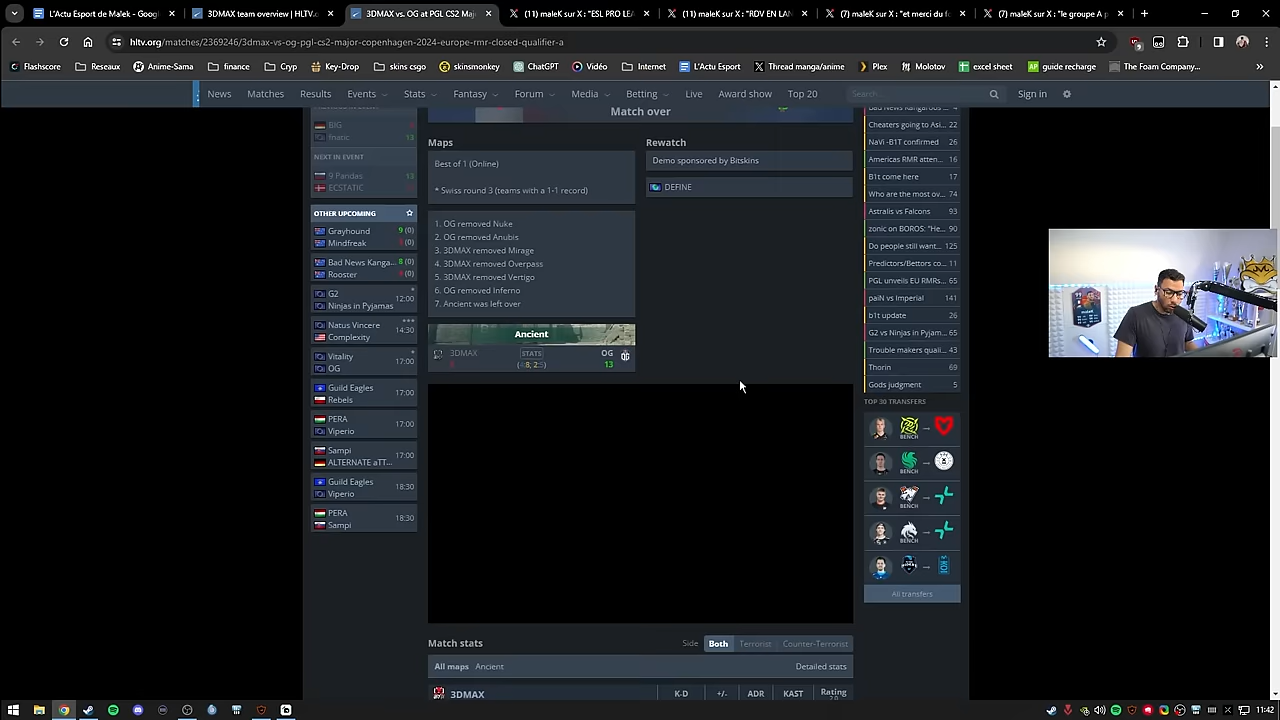 L'Actu Esport de Malek - Googl
3DMAX team overview | HLTV.o
3DMAX vs. OG at PGL CS2 Maj
(11) maleK sur X : "ESL PRO LEA
(11) maleK sur X : "RDV EN LAN
(7) maleK sur X : "et merci du f
(7) maleK sur X : "le groupe A p
hltv.org/matches/2369246/3dmax-vs-og-pgl-cs2-major-copenhagen-2024-europe-rmr-closed-qualifier-a
Flashscore
Reseaux
Anime-Sama
finance
Cryp
Key-Drop
skins csgo
skinsmonkey
ChatGPT
Vidéo
Internet
L'Actu Esport
Thread manga/anime
Plex
Molotov
excel sheet
guide recharge
The Foam Company...
News
Matches
Results
Events
Stats
Fantasy
Forum
Media
Betting
Live
Award show
Top 20
Search...
Sign in
BIG
fnatic 13
NEXT IN EVENT
9 Pandas 13
ECSTATIC
OTHER UPCOMING
Grayhound 9 (0)
Mindfreak (0)
Bad News Kanga... 8 (0)
Rooster (0)
G2 12:00
Ninjas in Pyjamas
Natus Vincere 14:30
Complexity
Vitality 17:00
OG
Guild Eagles 17:00
Rebels
PERA 17:00
Viperio
Sampi 17:00
ALTERNATE aTT...
Guild Eagles 18:30
Viperio
PERA 18:30
Sampi
Match over
Maps
Best of 1 (Online)
* Swiss round 3 (teams with a 1-1 record)
1. OG removed Nuke
2. OG removed Anubis
3. 3DMAX removed Mirage
4. 3DMAX removed Overpass
5. 3DMAX removed Vertigo
6. OG removed Inferno
7. Ancient was left over
Ancient
3DMAX STATS OG
13
Rewatch
Demo sponsored by Bitskins
DEFINE
Match stats
Side Both Terrorist Counter-Terrorist
All maps Ancient Detailed stats
3DMAX K-D +/- ADR KAST Rating
Bad News Kangaroos 4
Cheaters going to Asi... 22
NaVi -B1T confirmed 26
Americas RMR atten... 16
B1t come here 17
Who are the most ov... 74
Astralis vs Falcons 93
zonic on BOROS: "He... 90
Do people still want... 125
Predictors/Bettors co... 11
PGL unveils EU RMRs... 65
paiN vs Imperial 141
b1t update 26
G2 vs Ninjas in Pyjam... 65
Trouble makers quali... 43
Thorin 69
Gods judgment 5
TOP 30 TRANSFERS
BENCH
BENCH
BENCH
BENCH
All transfers
11:42